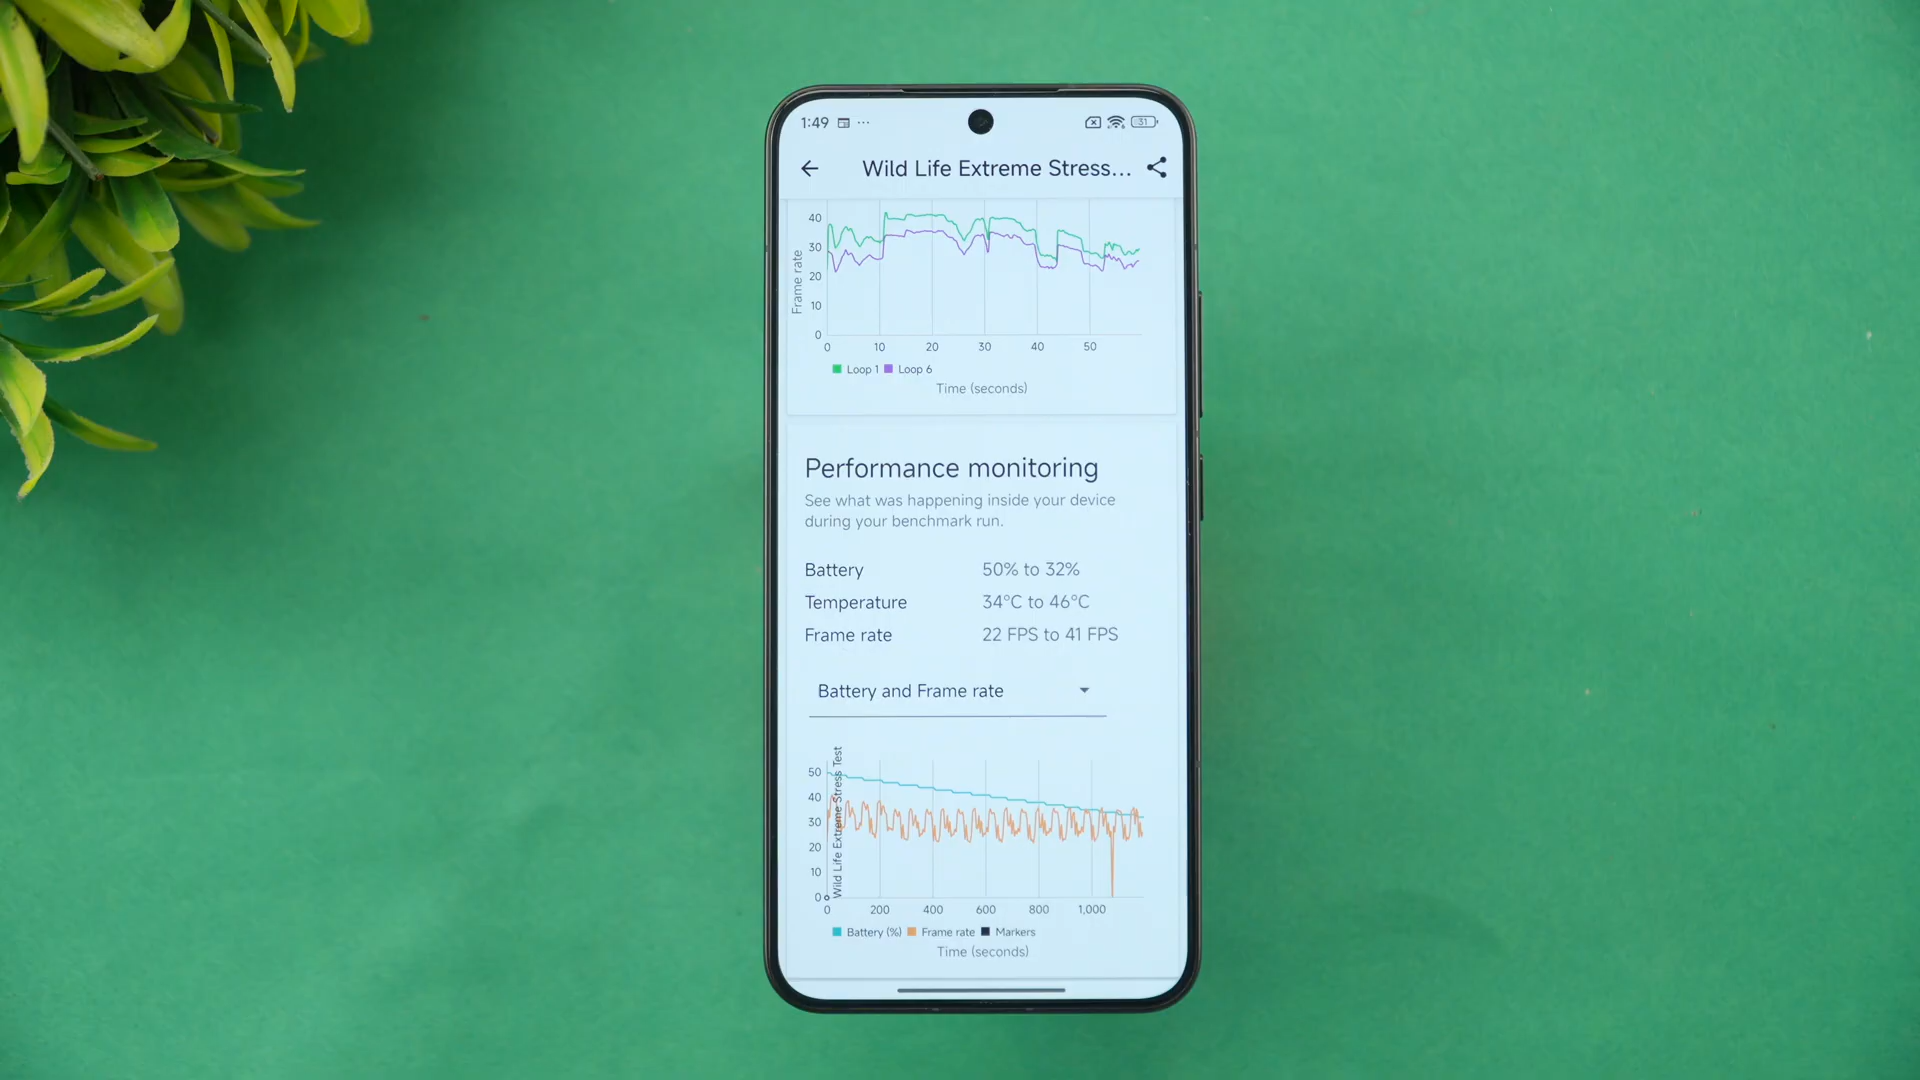 1:49 ... 31
Wild Life Extreme Stress...
40
30
20
10
0
Frame rate
0 10 20 30 40 50
Loop 1 Loop 6
Time (seconds)
Performance monitoring
See what was happening inside your device
during your benchmark run.
Battery 50% to 32%
Temperature 34°C to 46°C
Frame rate 22 FPS to 41 FPS
Battery and Frame rate
50
40
30
20
10
0
Wild Life Extreme Stress Test
0 200 400 600 800 1,000
Battery (%) Frame rate Markers
Time (seconds)